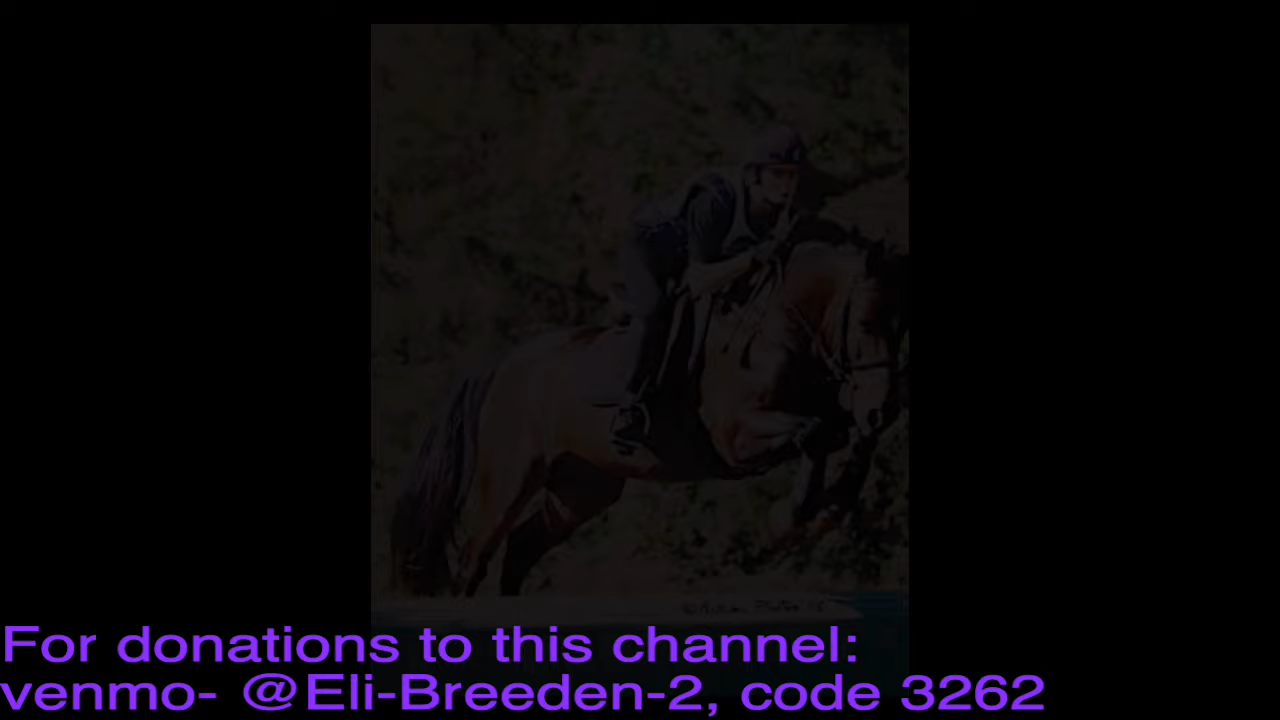 For donations to this channel:
venmo- @Eli-Breeden-2, code 3262